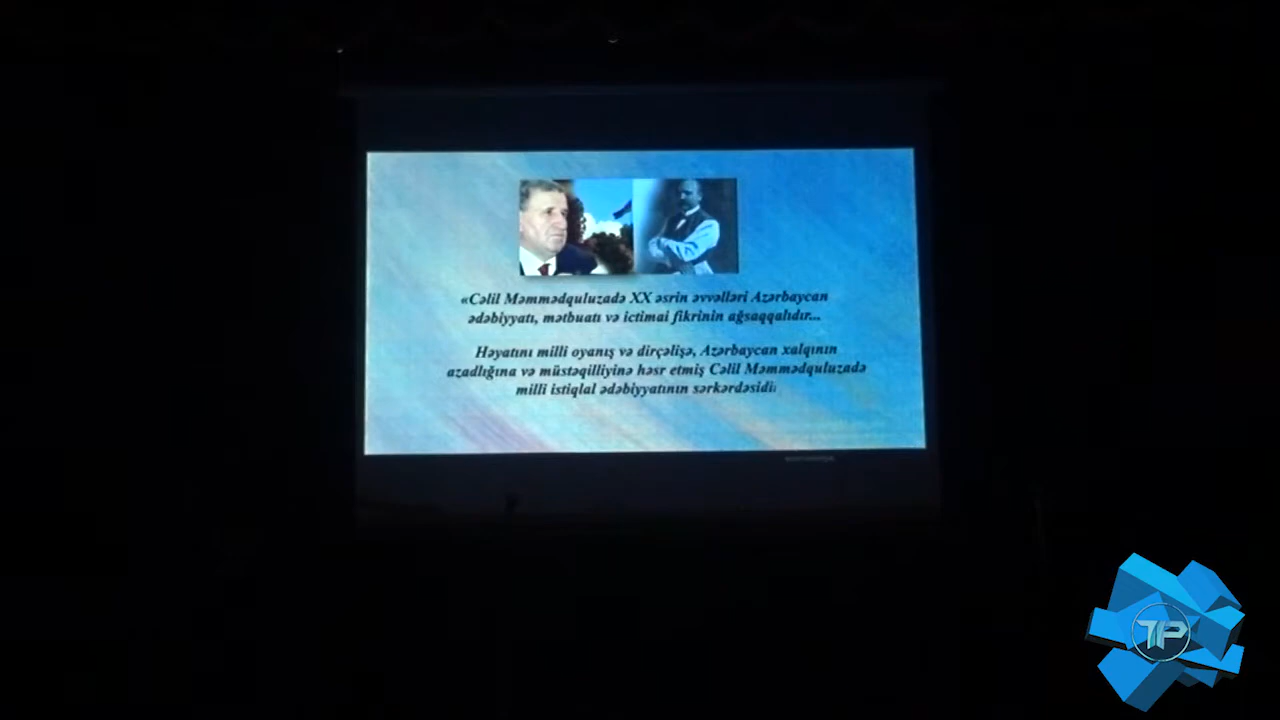 «Cəlil Məmmədquluzadə XX əsrin əvvəlləri Azərbaycan
ədəbiyyatı, mətbuatı və ictimai fikrinin ağsaqqalıdır...
Həyatını milli oyanış və dirçəlişə, Azərbaycan xalqının
azadlığına və müstəqilliyinə həsr etmiş Cəlil Məmmədquluzadə
milli istiqlal ədəbiyyatının sərkərdəsidi
TP